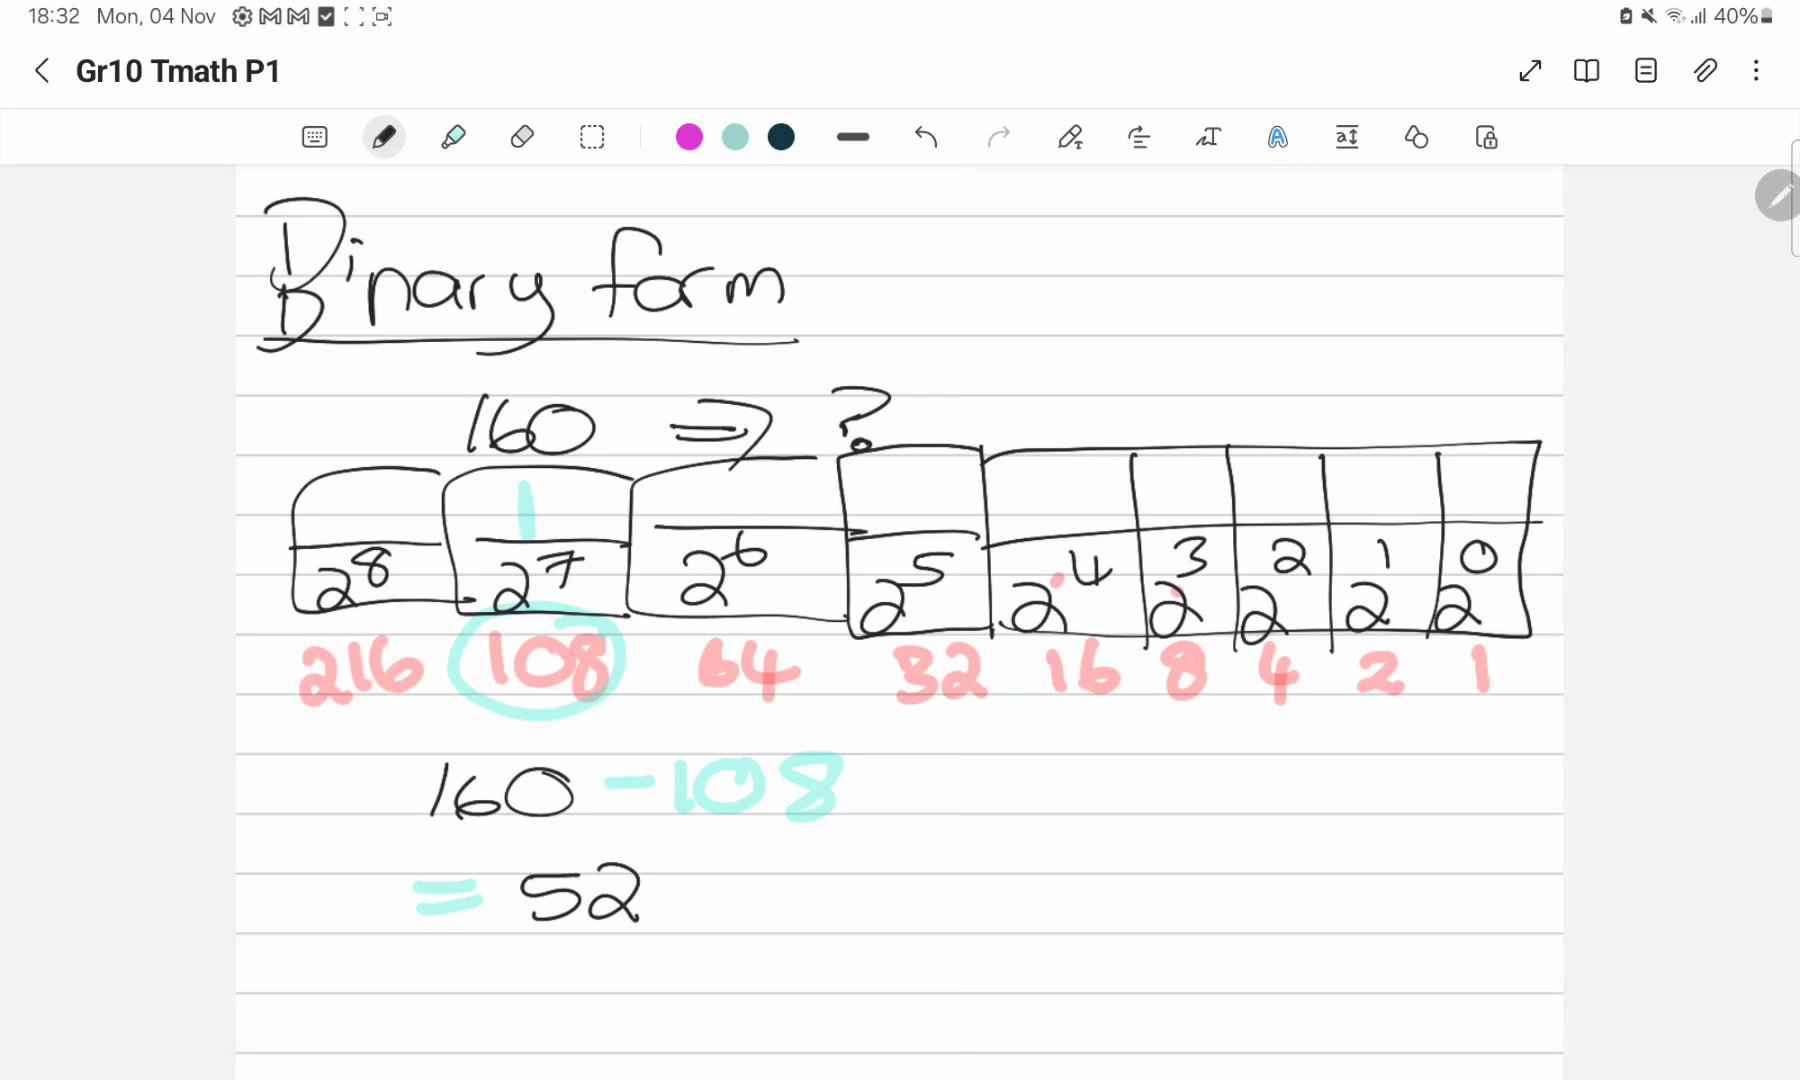 18:32 Mon, 04 Nov 40%
Gr10 Tmath P1
Binary form
160 ⇒ ?
1
2⁸ 2⁷ 2⁶ 2⁵ 2⁴ 2³ 2² 2¹ 2⁰
216 108 64 32 16 8 4 2 1
160 - 108
= 52